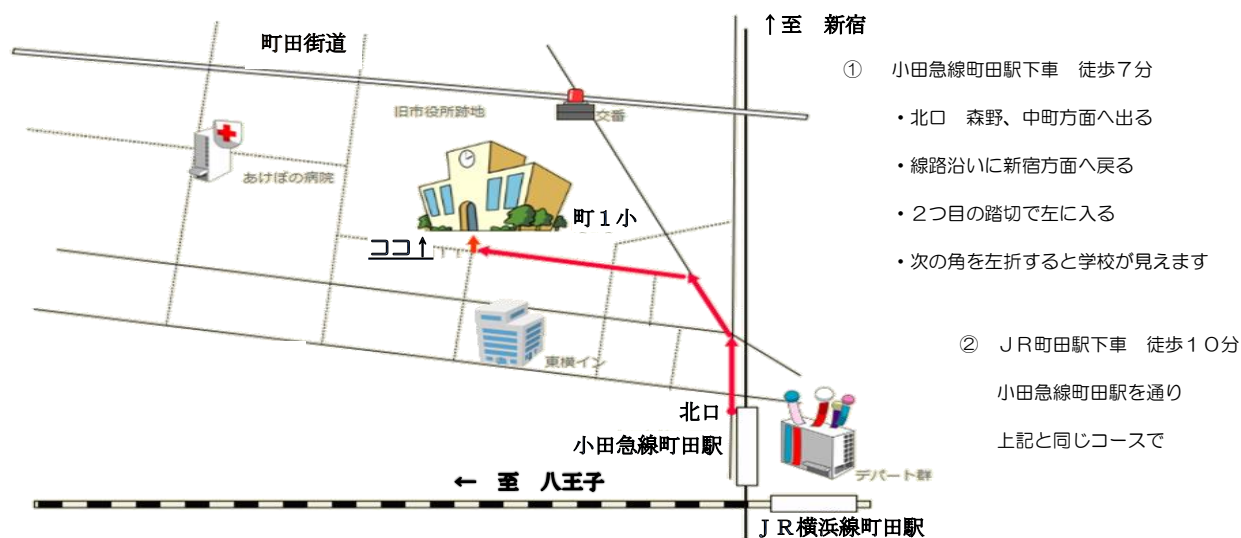 ↑至　新宿
町田街道
旧市役所跡地
交番
あけぼの病院
町１小
ココ↑
東横イン
北口
小田急線町田駅
デパート群
←　至　八王子
ＪＲ横浜線町田駅
①　小田急線町田駅下車　徒歩７分
・北口　森野、中町方面へ出る
・線路沿いに新宿方面へ戻る
・２つ目の踏切で左に入る
・次の角を左折すると学校が見えます
②　ＪＲ町田駅下車　徒歩１０分
小田急線町田駅を通り
上記と同じコースで